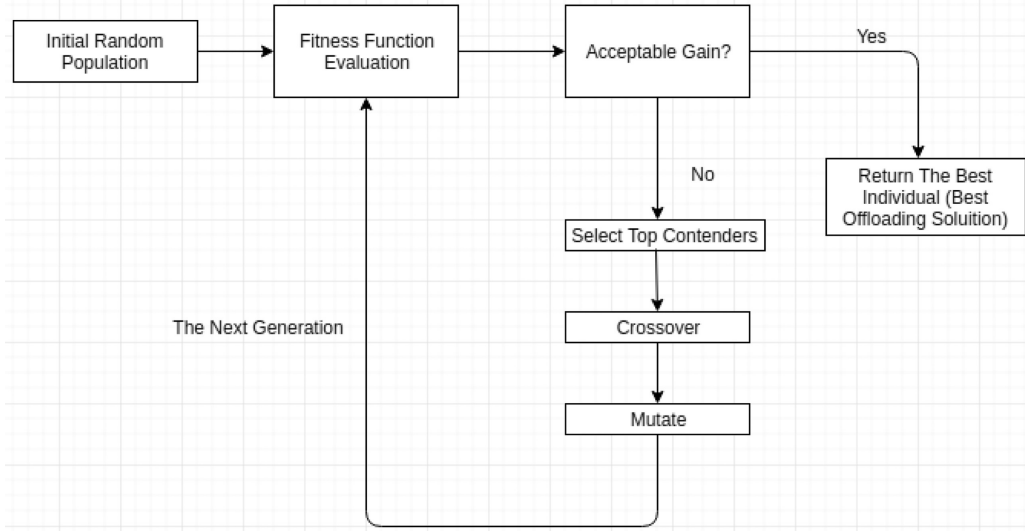 Initial Random
Population
Fitness Function
Evaluation
Acceptable Gain?
Yes
No
Return The Best
Individual (Best
Offloading Soluition)
Select Top Contenders
Crossover
The Next Generation
Mutate